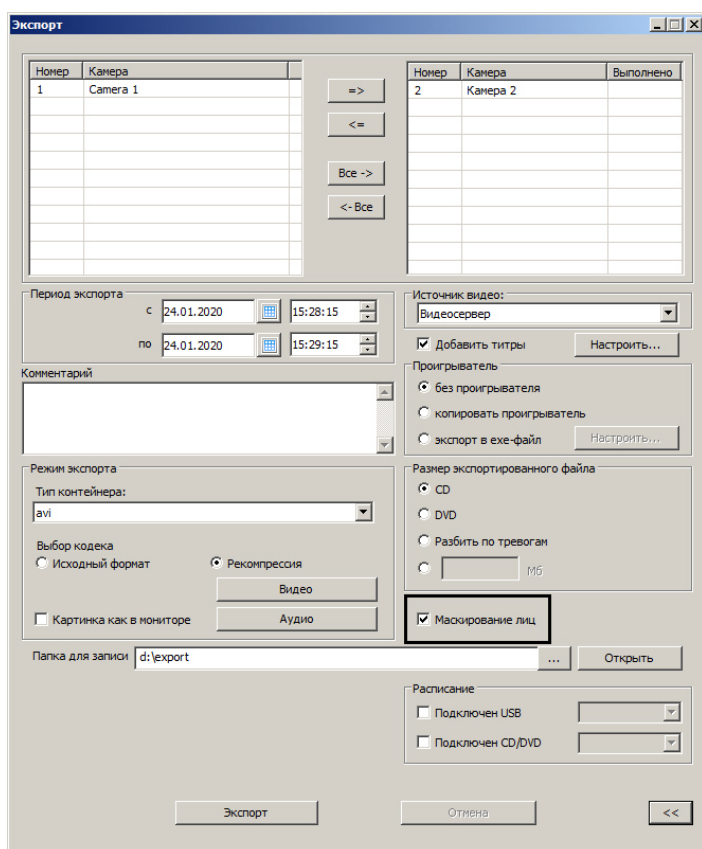 Экспорт
Номер Камера
1 Camera 1
=>
<=
Все ->
<- Все
Номер Камера Выполнено
2 Камера 2
Период экспорта
с 24.01.2020 15:28:15
по 24.01.2020 15:29:15
Источник видео:
Видеосервер
Добавить титры Настроить...
Комментарий
Проигрыватель
без проигрывателя
копировать проигрыватель
экспорт в exe-файл Настроить...
Режим экспорта
Тип контейнера:
avi
Выбор кодека
Исходный формат Рекомпрессия
Видео
Картинка как в мониторе Аудио
Размер экспортированного файла
CD
DVD
Разбить по тревогам
Мб
Маскирование лиц
Папка для записи d:\export ... Открыть
Расписание
Подключен USB
Подключен CD/DVD
Экспорт Отмена <<